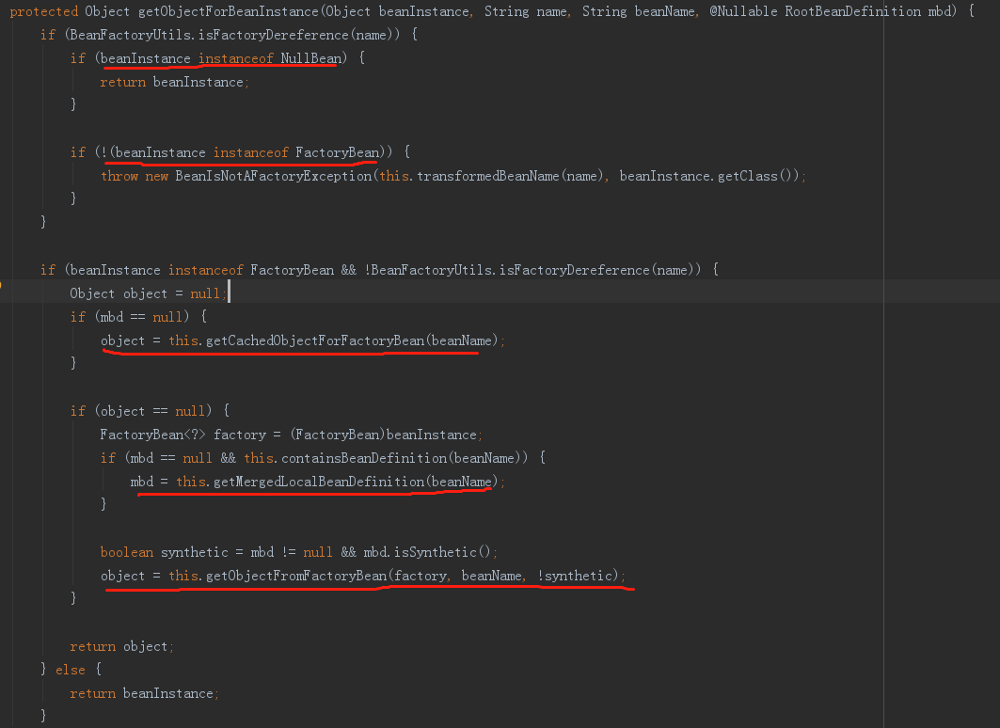 protected Object getObjectForBeanInstance(Object beanInstance, String name, String beanName, @Nullable RootBeanDefinition mbd) {
if (BeanFactoryUtils.isFactoryDereference(name)) {
if (beanInstance instanceof NullBean) {
return beanInstance;
}
if (!(beanInstance instanceof FactoryBean)) {
throw new BeanIsNotAFactoryException(this.transformedBeanName(name), beanInstance.getClass());
}
}
if (beanInstance instanceof FactoryBean && !BeanFactoryUtils.isFactoryDereference(name)) {
Object object = null;
if (mbd == null) {
object = this.getCachedObjectForFactoryBean(beanName);
}
if (object == null) {
FactoryBean<?> factory = (FactoryBean)beanInstance;
if (mbd == null && this.containsBeanDefinition(beanName)) {
mbd = this.getMergedLocalBeanDefinition(beanName);
}
boolean synthetic = mbd != null && mbd.isSynthetic();
object = this.getObjectFromFactoryBean(factory, beanName, !synthetic);
}
return object;
} else {
return beanInstance;
}